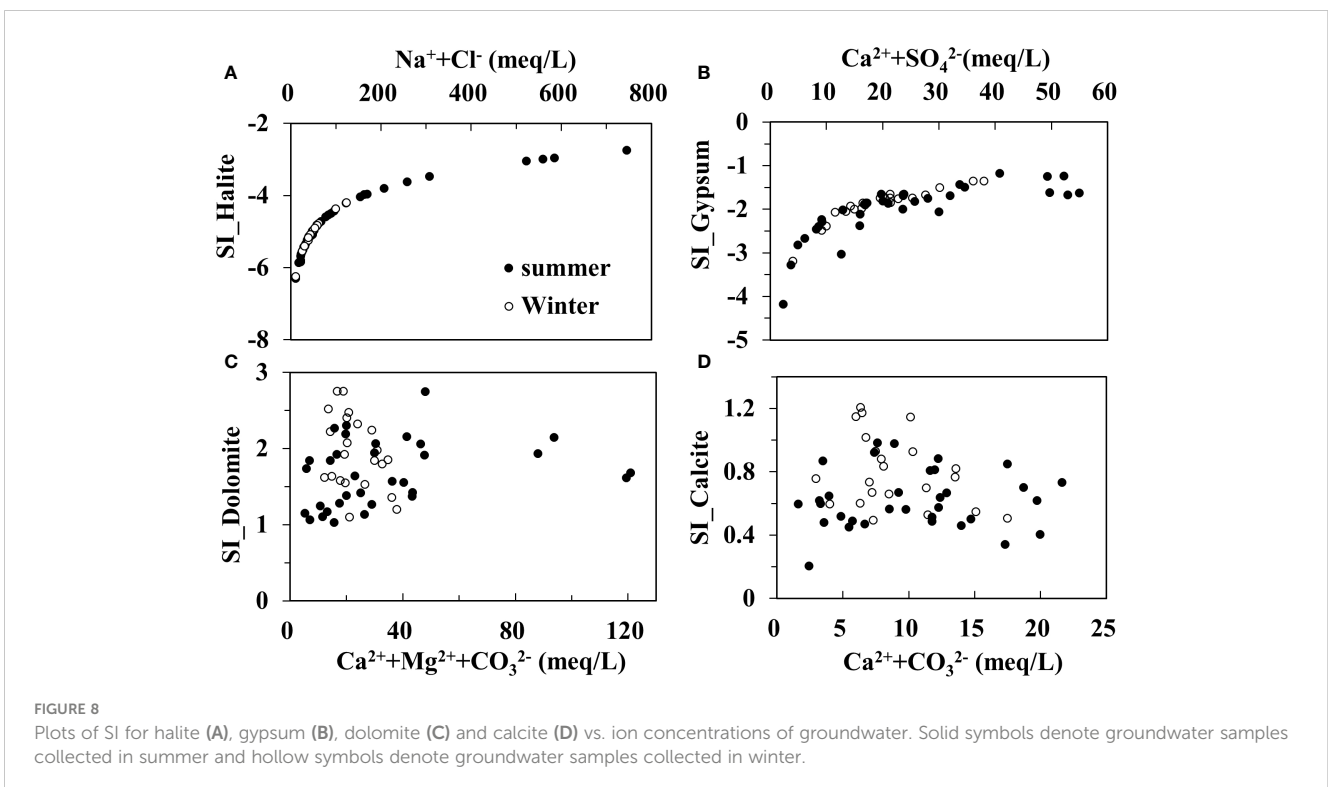 A
Na⁺+Cl⁻ (meq/L)
0 200 400 600 800
-2
-4
-6
-8
SI_Halite
summer
Winter
B
Ca²⁺+SO₄²⁻(meq/L)
0 10 20 30 40 50 60
0
-1
-2
-3
-4
-5
SI_Gypsum
C
3
2
1
0
SI_Dolomite
0 40 80 120
Ca²⁺+Mg²⁺+CO₃²⁻ (meq/L)
D
1.2
0.8
0.4
0
SI_Calcite
0 5 10 15 20 25
Ca²⁺+CO₃²⁻ (meq/L)
FIGURE 8
Plots of SI for halite (A), gypsum (B), dolomite (C) and calcite (D) vs. ion concentrations of groundwater. Solid symbols denote groundwater samples
collected in summer and hollow symbols denote groundwater samples collected in winter.